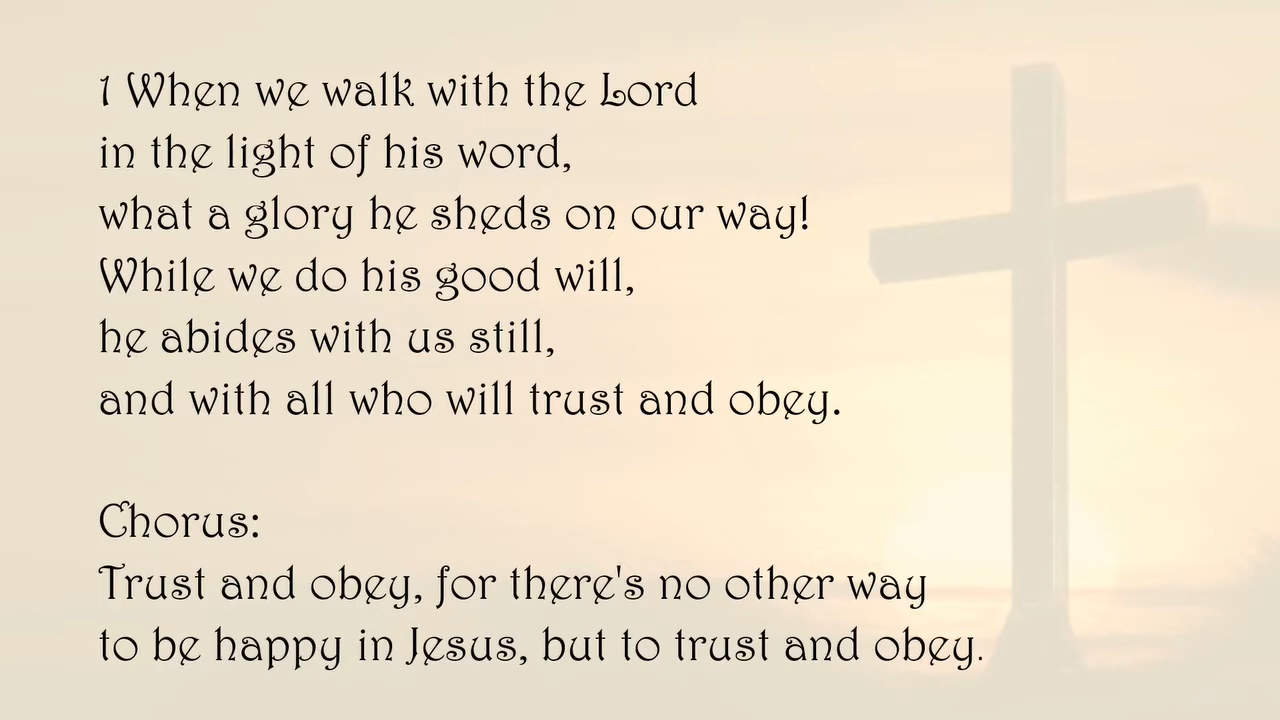 1 When we walk with the Lord
in the light of his word,
what a glory he sheds on our way!
While we do his good will,
he abides with us still,
and with all who will trust and obey.
Chorus:
Trust and obey, for there's no other way
to be happy in Jesus, but to trust and obey.